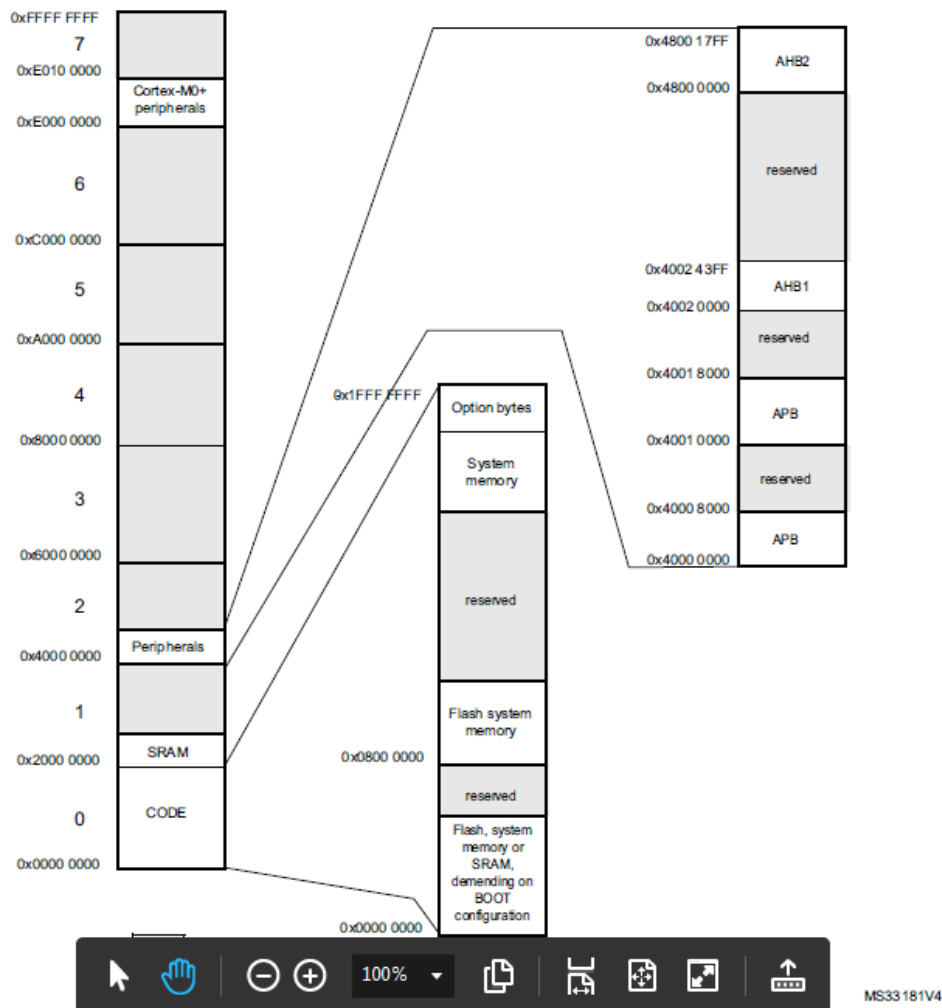 0xFFFF FFFF
7
0xE010 0000
Cortex-M0+
peripherals
0xE000 0000
6
0xC000 0000
5
0xA000 0000
4
0x8000 0000
3
0x6000 0000
2
Peripherals
0x4000 0000
1
SRAM
0x2000 0000
CODE
0
0x0000 0000
0x1FFF FFFF
Option bytes
System
memory
reserved
Flash system
memory
0x0800 0000
reserved
Flash, system
memory or
SRAM,
demending on
BOOT
configuration
0x0000 0000
0x4800 17FF
AHB2
0x4800 0000
reserved
0x4002 43FF
AHB1
0x4002 0000
reserved
0x4001 8000
APB
0x4001 0000
reserved
0x4000 8000
APB
0x4000 0000
100%
MS33181V4